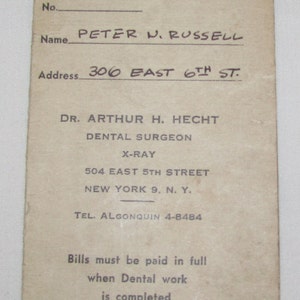 No.
Name PETER N. RUSSELL
Address 306 EAST 6TH ST.
DR. ARTHUR H. HECHT
DENTAL SURGEON
X-RAY
504 EAST 5TH STREET
NEW YORK 9, N. Y.
TEL. ALGONQUIN 4-8484
Bills must be paid in full
when Dental work
is completed